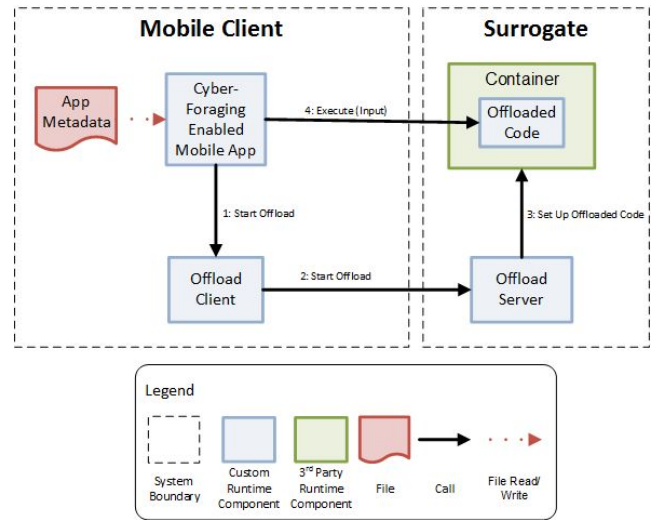 Mobile Client
Surrogate
App
Metadata
Cyber-
Foraging
Enabled
Mobile App
4: Execute (Input)
Container
Offloaded
Code
1: Start Offload
3: Set Up Offloaded Code
Offload
Client
2: Start Offload
Offload
Server
Legend
System
Boundary
Custom
Runtime
Component
3rd Party
Runtime
Component
File
Call
File Read/
Write